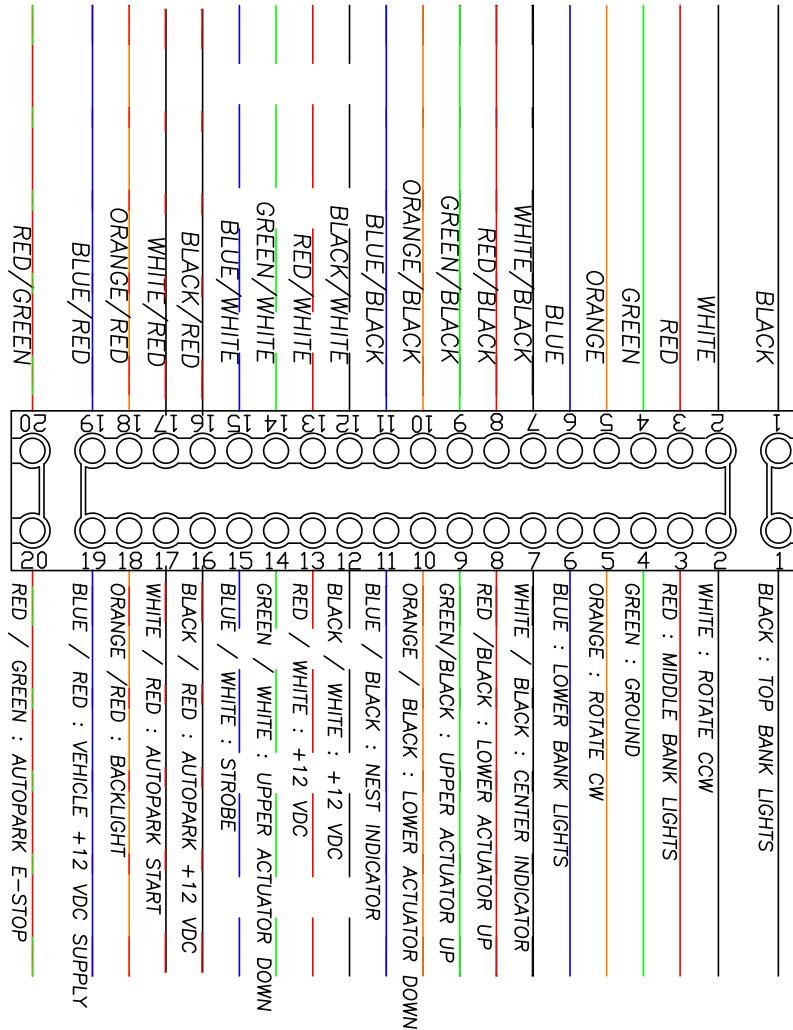 BLACK
WHITE
RED
GREEN
ORANGE
BLUE
WHITE/BLACK
RED/BLACK
GREEN/BLACK
ORANGE/BLACK
BLUE/BLACK
BLACK/WHITE
RED/WHITE
GREEN/WHITE
BLUE/WHITE
BLACK/RED
WHITE/RED
ORANGE/RED
BLUE/RED
RED/GREEN
1
2
3
4
5
6
7
8
9
10
11
12
13
14
15
16
17
18
19
20
1
2
3
4
5
6
7
8
9
10
11
12
13
14
15
16
17
18
19
20
BLACK : TOP BANK LIGHTS
WHITE : ROTATE CCW
RED : MIDDLE BANK LIGHTS
GREEN : GROUND
ORANGE : ROTATE CW
BLUE : LOWER BANK LIGHTS
WHITE / BLACK : CENTER INDICATOR
RED /BLACK : LOWER ACTUATOR UP
GREEN/BLACK : UPPER ACTUATOR UP
ORANGE / BLACK : LOWER ACTUATOR DOWN
BLUE / BLACK : NEST INDICATOR
BLACK / WHITE : +12 VDC
RED / WHITE : +12 VDC
GREEN / WHITE : UPPER ACTUATOR DOWN
BLUE / WHITE : STROBE
BLACK / RED : AUTOPARK +12 VDC
WHITE / RED : AUTOPARK START
ORANGE /RED : BACKLIGHT
BLUE / RED : VEHICLE +12 VDC SUPPLY
RED / GREEN : AUTOPARK E-STOP